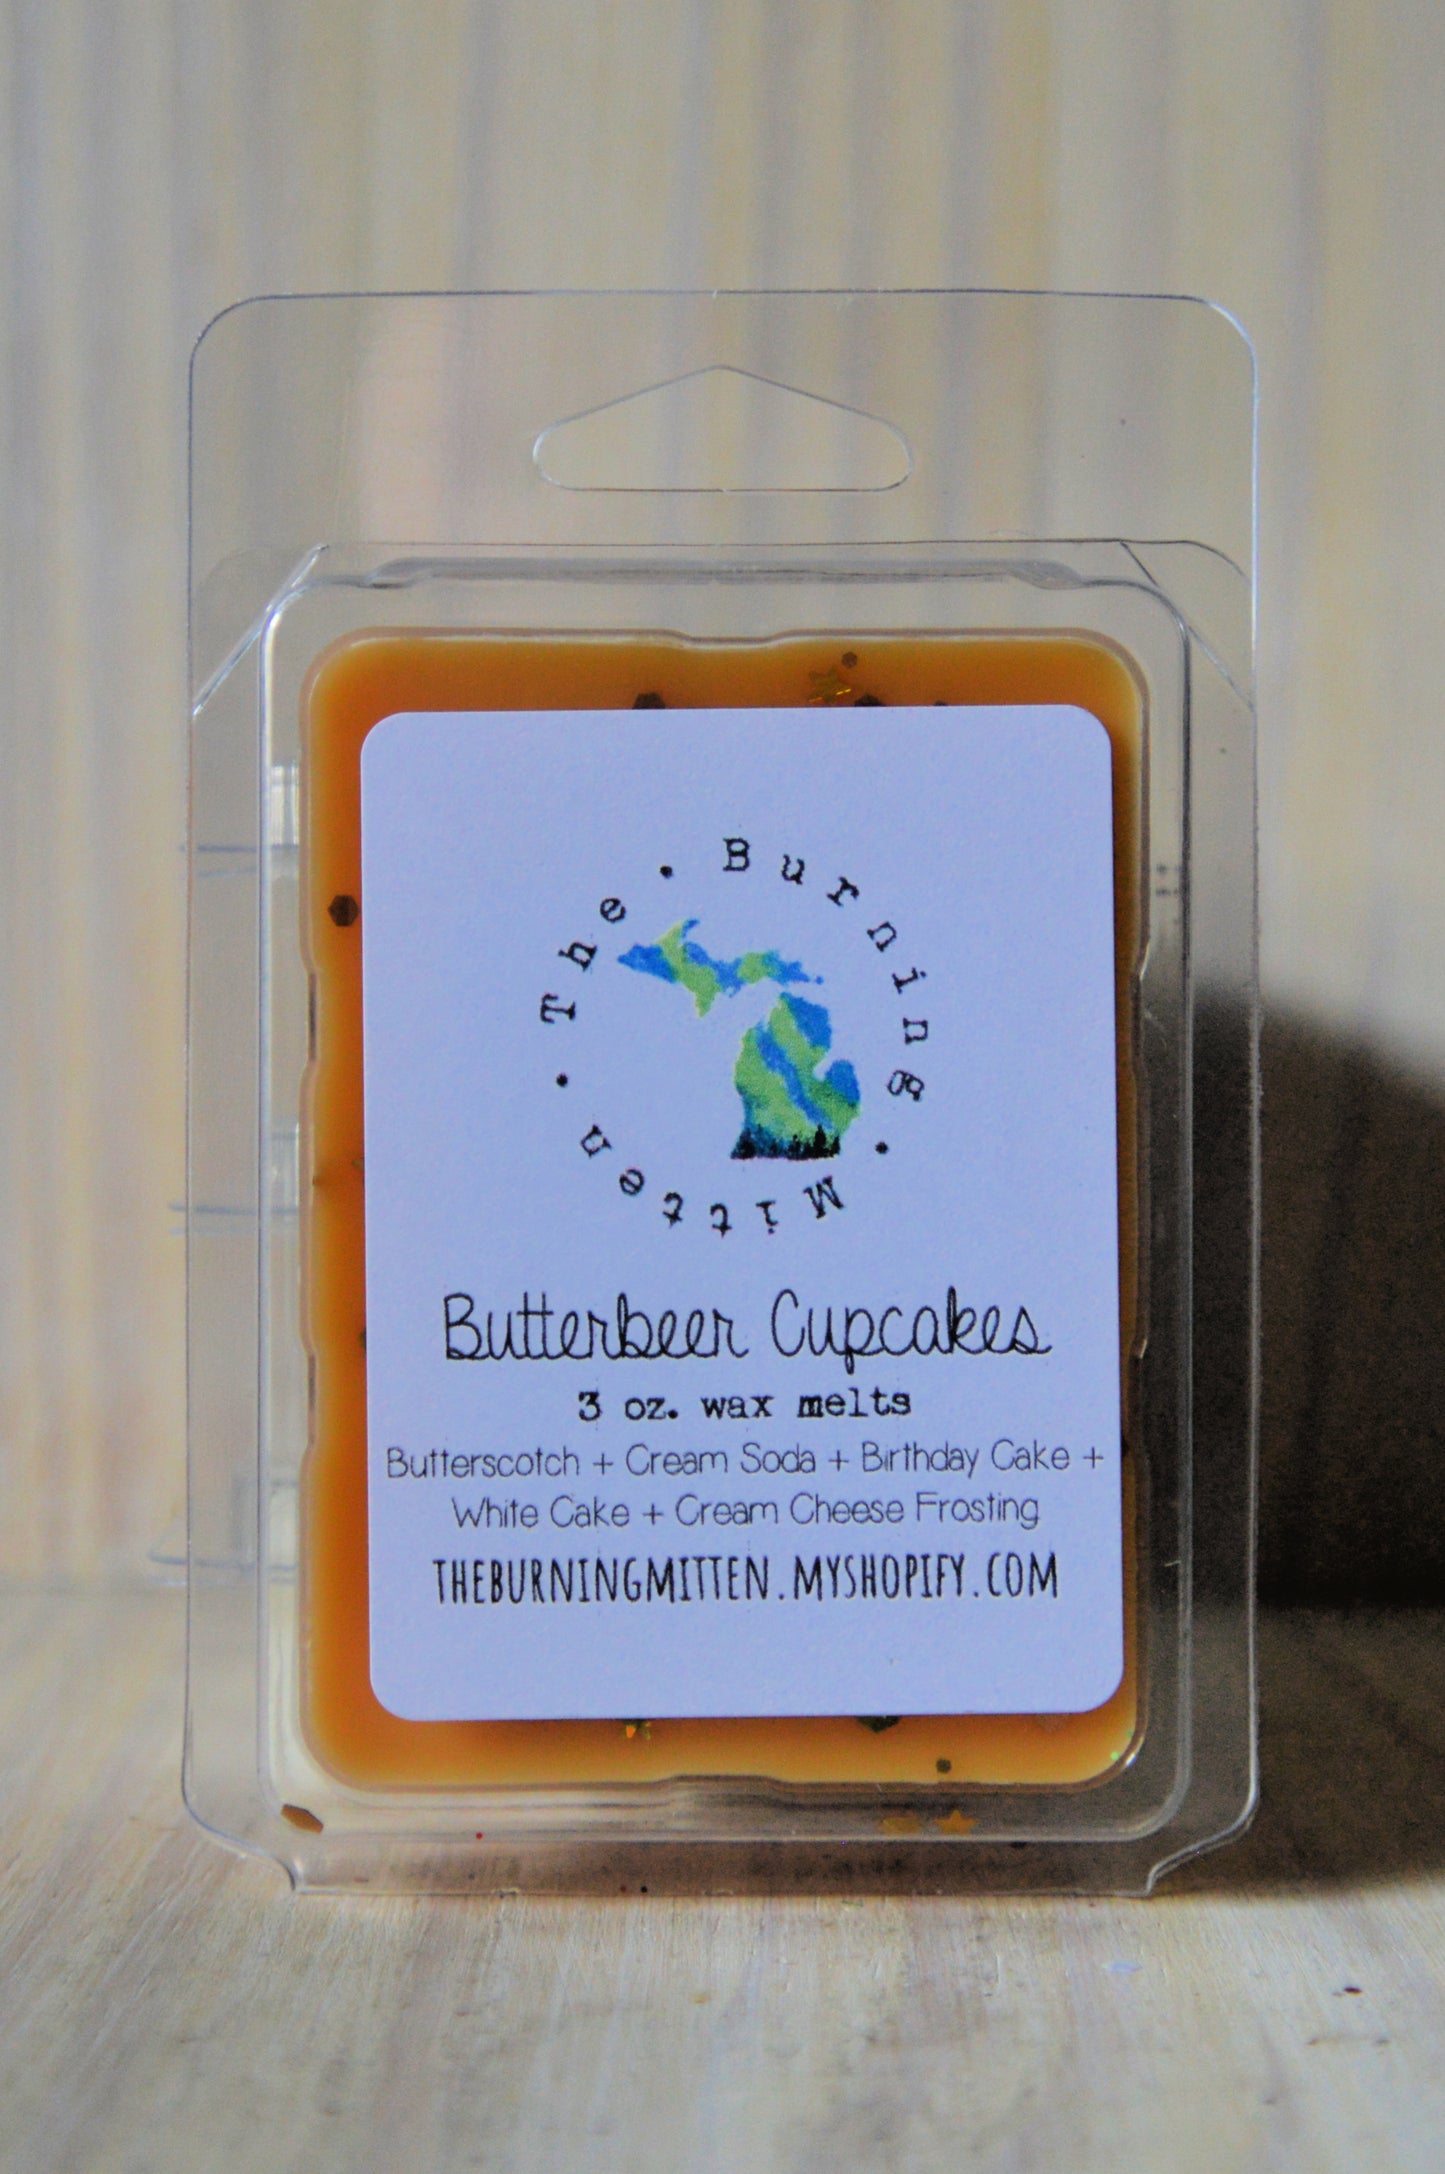 The • Burning • Mitten •
Butterbeer Cupcakes
3 oz. wax melts
Butterscotch + Cream Soda + Birthday Cake +
White Cake + Cream Cheese Frosting
THEBURNINGMITTEN.MYSHOPIFY.COM